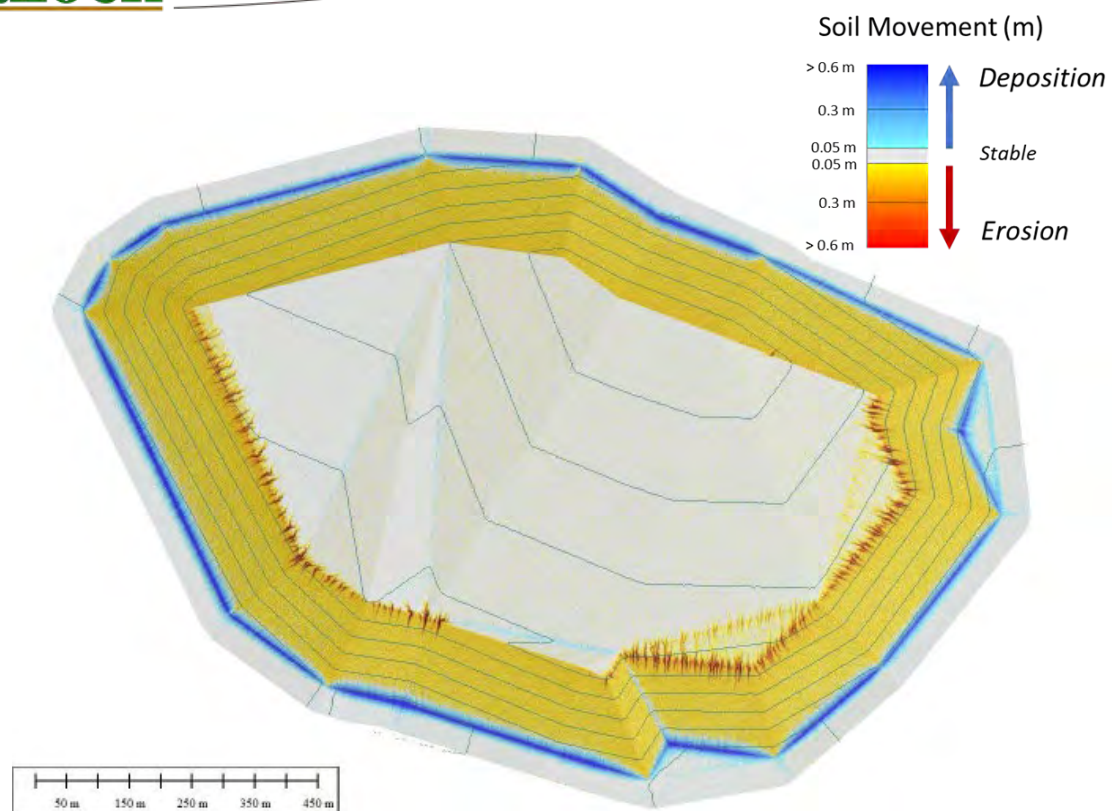 Soil Movement (m)
> 0.6 m
Deposition
0.3 m
0.05 m
Stable
0.05 m
0.3 m
Erosion
> 0.6 m
50 m 150 m 250 m 350 m 450 m